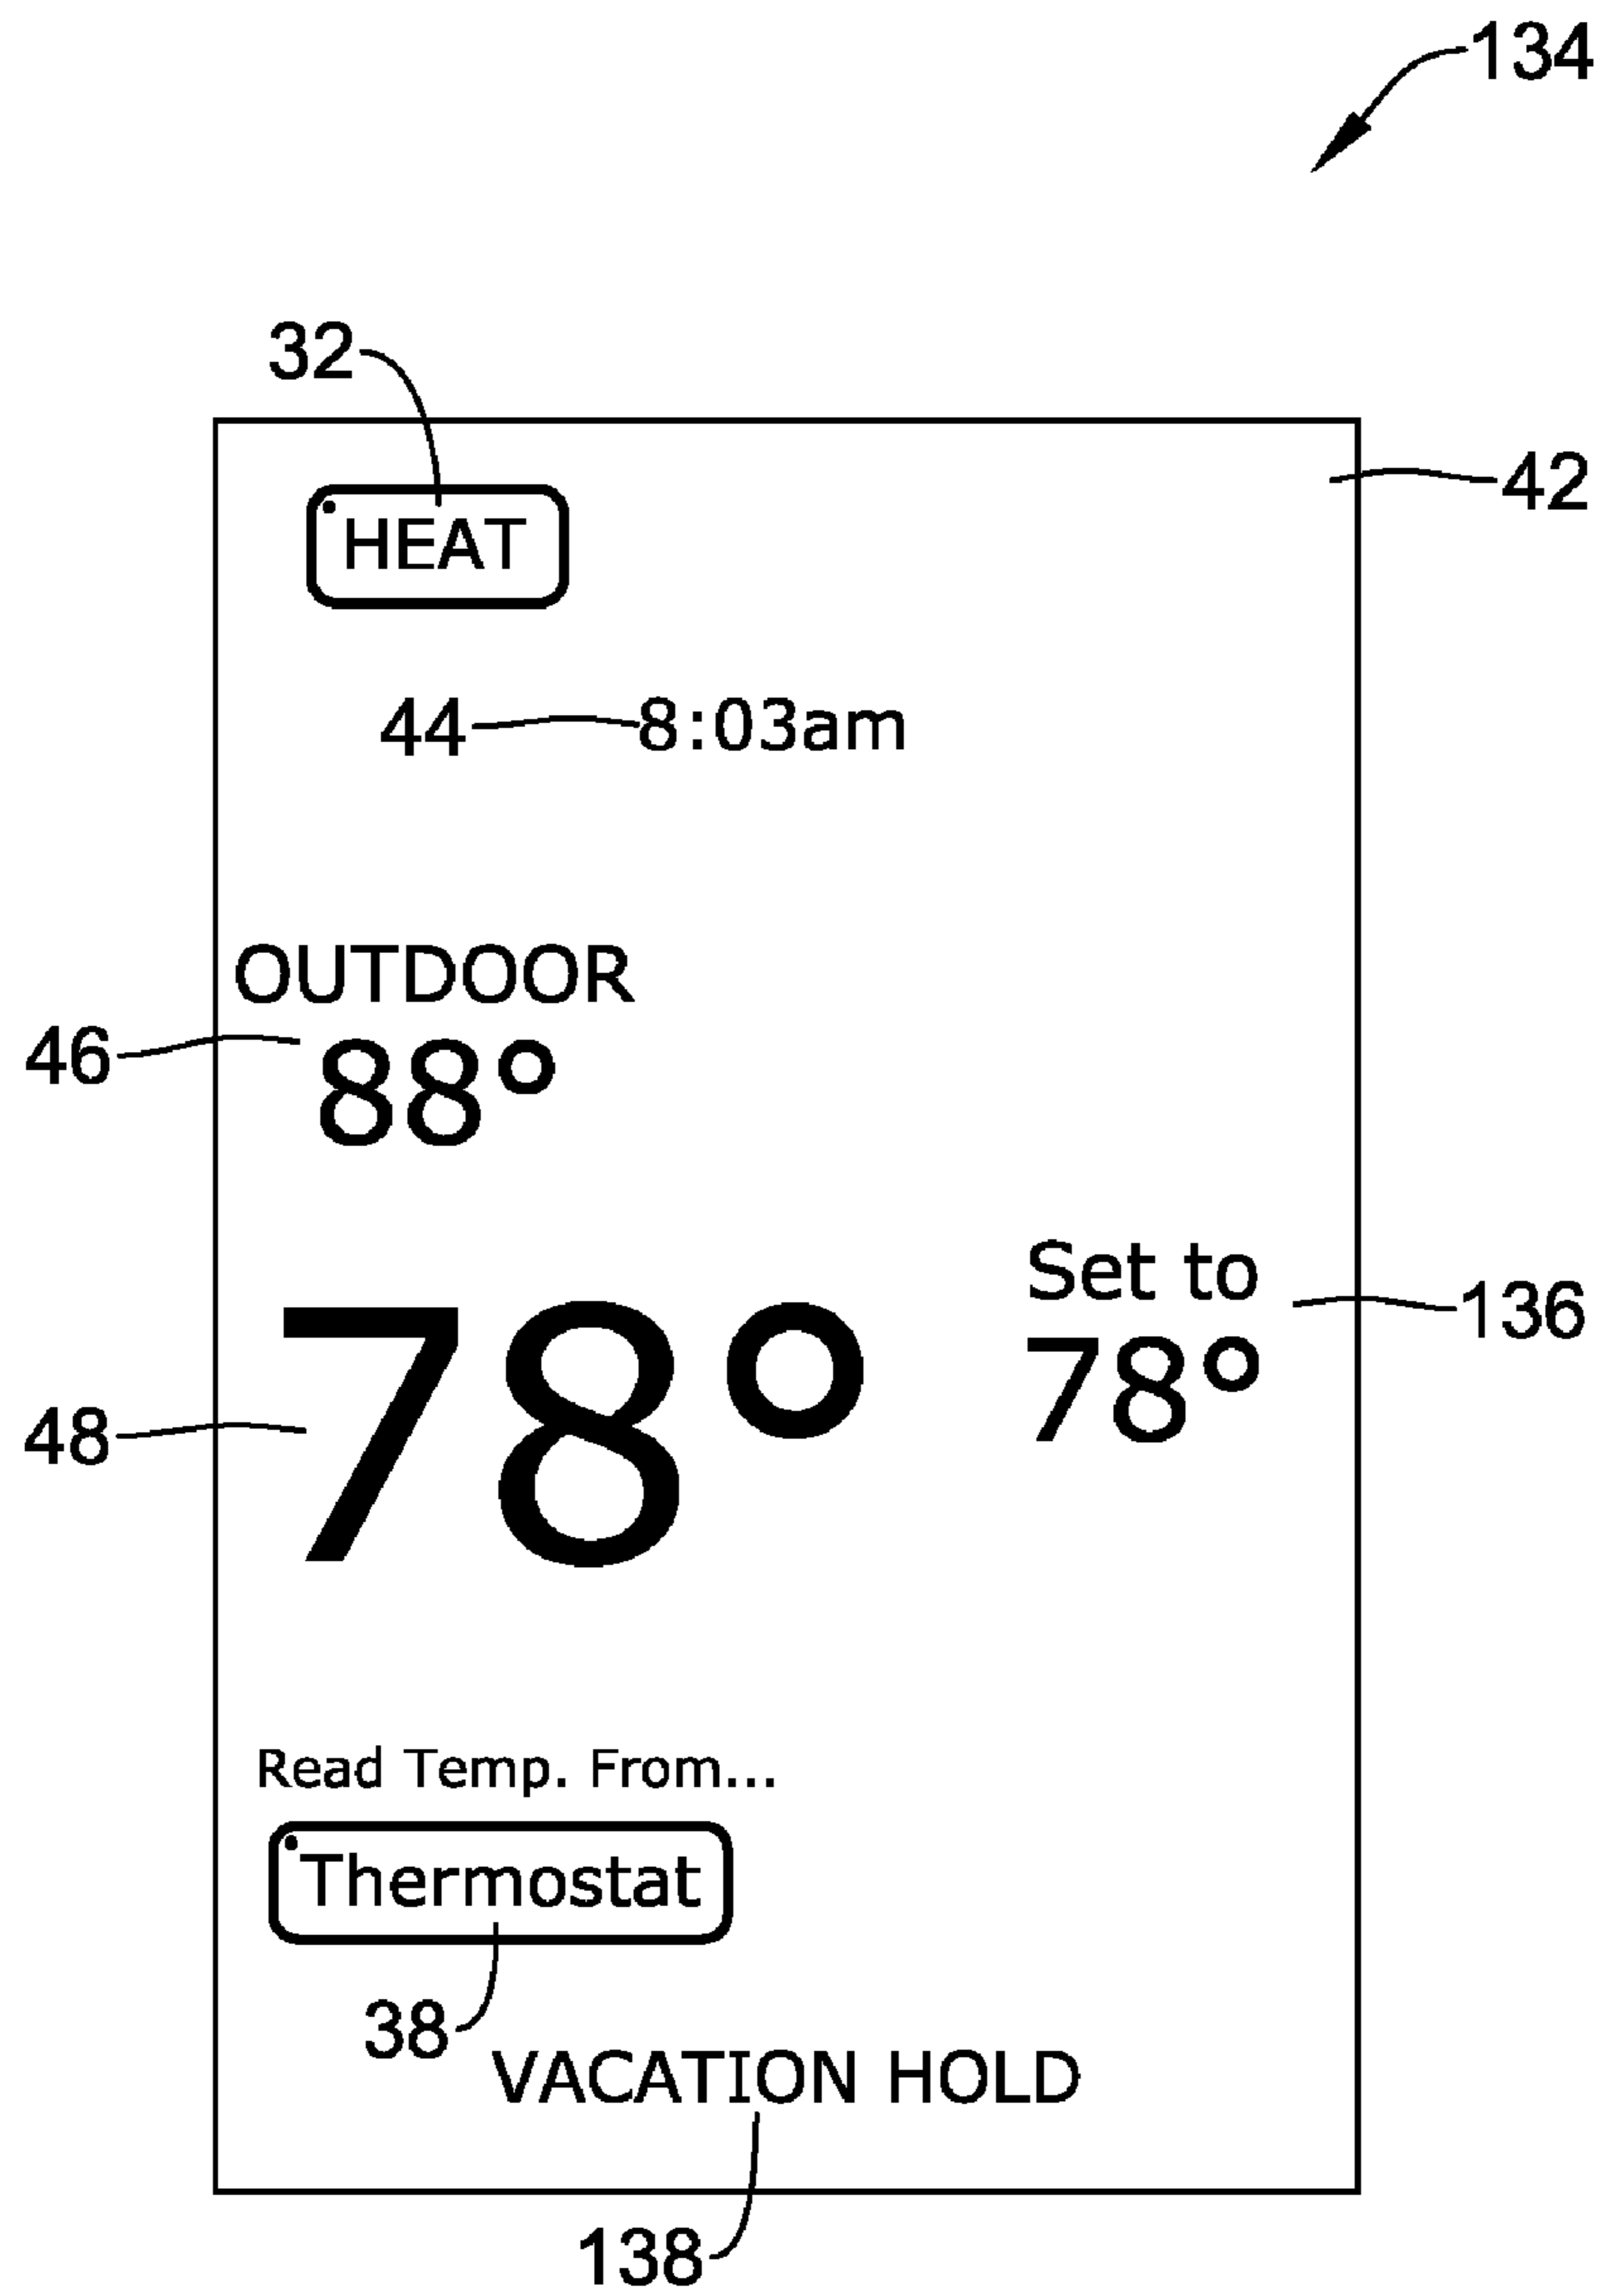 134
32
42
HEAT
44 8:03am
OUTDOOR
46 88°
Set to
136
78°
78°
48
Read Temp. From...
Thermostat
38
VACATION HOLD
138